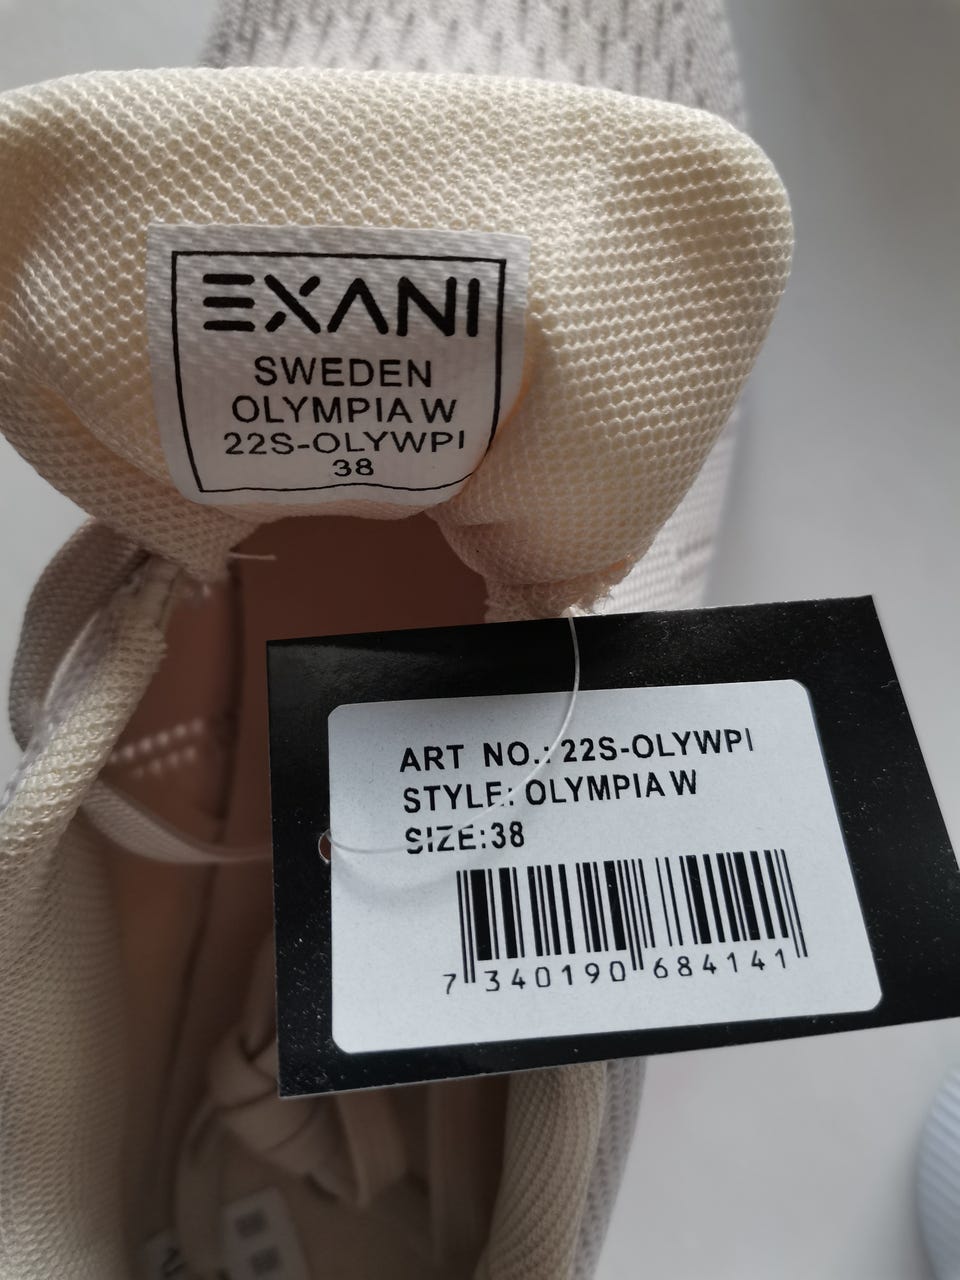 EXANI
SWEDEN
OLYMPIA W
22S-OLYWPI
38
ART NO.: 22S-OLYWPI
STYLE: OLYMPIA W
SIZE:38
7 340190 684141